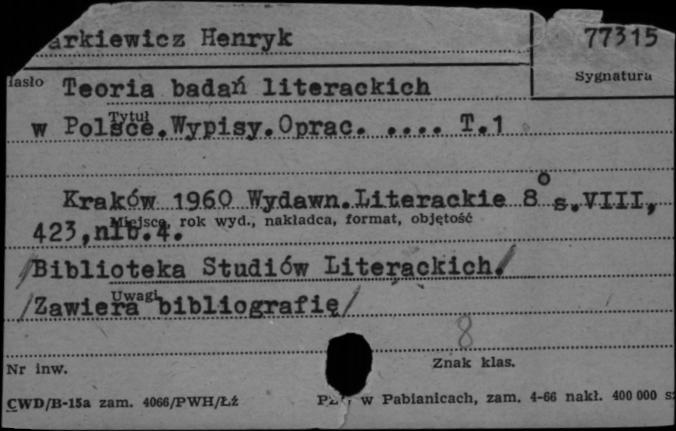 arkiewicz Henryk 77315
Sygnatura
hasło Teoria badań literackich
Tytuł
w Polsce.Wypisy.Oprac. .... T.1
Kraków 1960 Wydawn.Literackie 8° s.VIII,
Miejsce, rok wyd., nakładca, format, objętość
423,nlb.4.
/Biblioteka Studiów Literackich/
Uwagi
/Zawiera bibliografię/
8
Nr inw. Znak klas.
CWD/B-15a zam. 4066/PWH/Łż w Pabianicach, zam. 4-66 nakł. 400 000